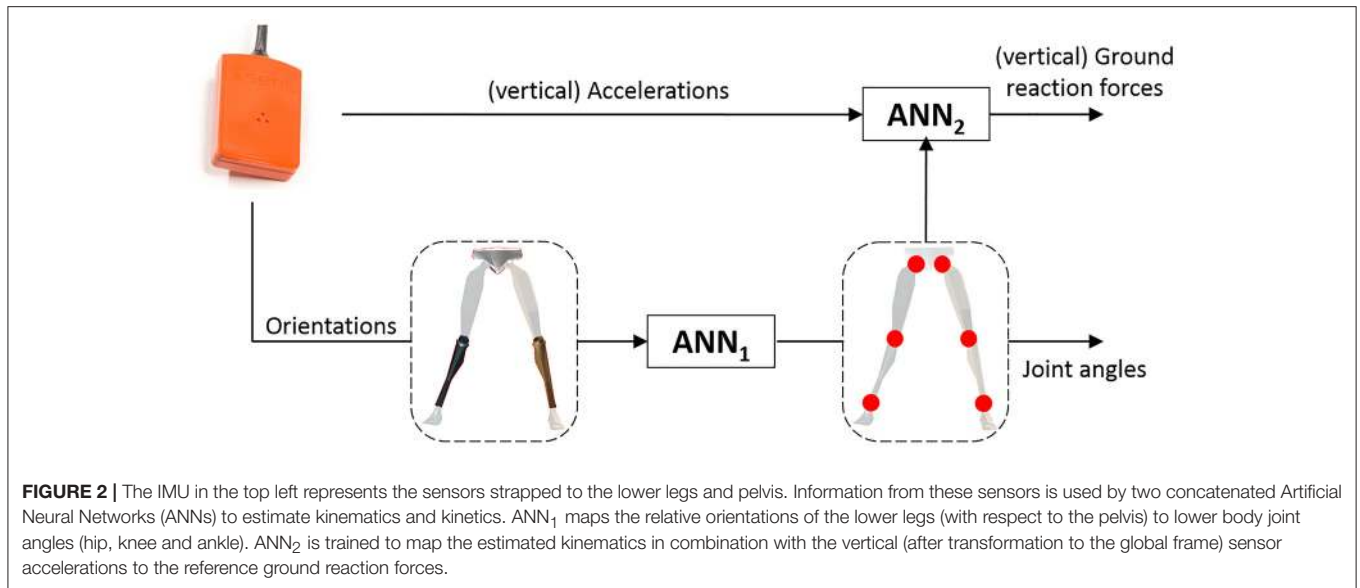 (vertical) Accelerations
ANN2
(vertical) Ground
reaction forces
Orientations
ANN1
Joint angles
FIGURE 2 | The IMU in the top left represents the sensors strapped to the lower legs and pelvis. Information from these sensors is used by two concatenated Artificial
Neural Networks (ANNs) to estimate kinematics and kinetics. ANN1 maps the relative orientations of the lower legs (with respect to the pelvis) to lower body joint
angles (hip, knee and ankle). ANN2 is trained to map the estimated kinematics in combination with the vertical (after transformation to the global frame) sensor
accelerations to the reference ground reaction forces.